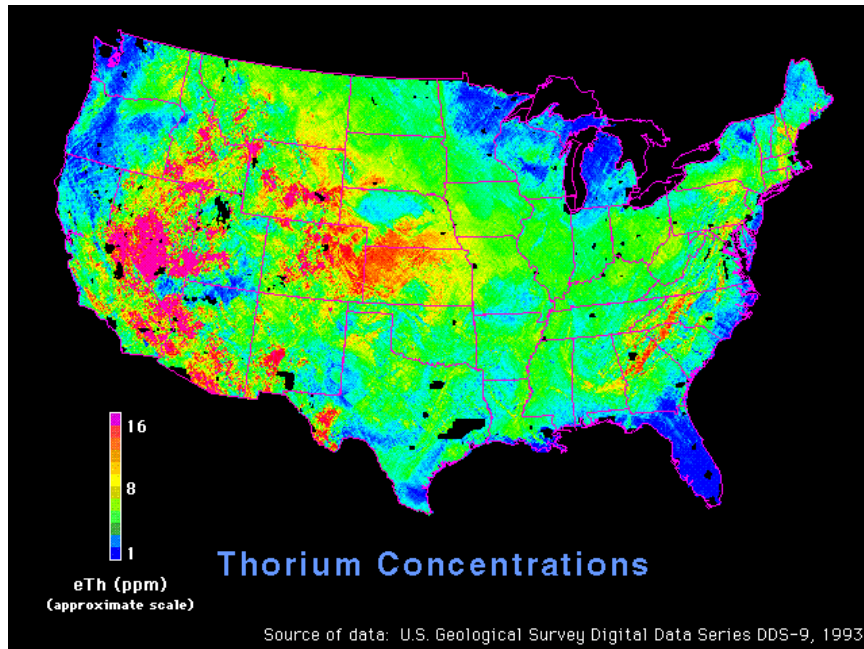 16
8
1
eTh (ppm)
(approximate scale)
Thorium Concentrations
Source of data: U.S. Geological Survey Digital Data Series DDS-9, 1993